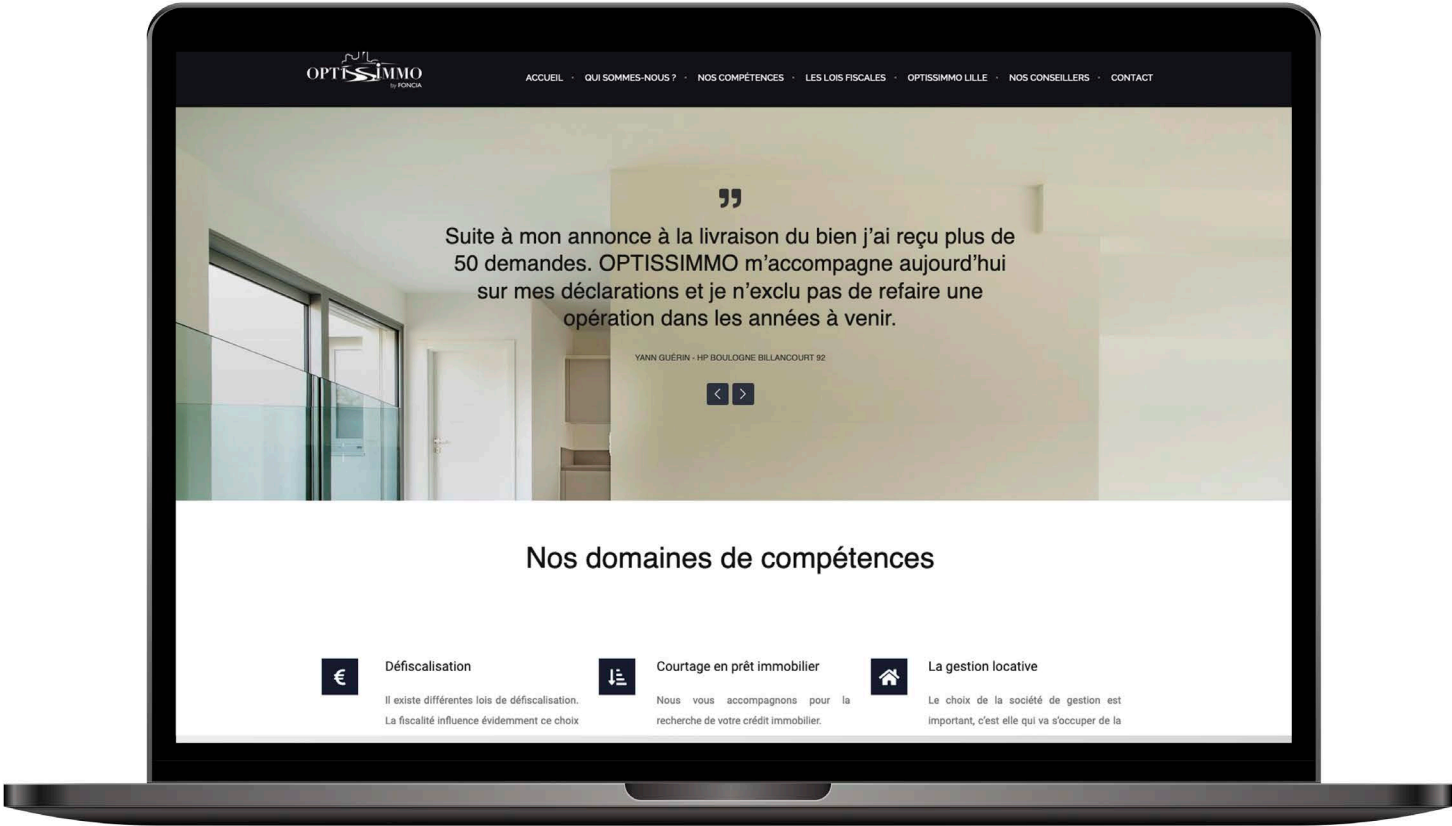 OPTISSIMMO
by FONCIA
ACCUEIL · QUI SOMMES-NOUS ? · NOS COMPÉTENCES · LES LOIS FISCALES · OPTISSIMMO LILLE · NOS CONSEILLERS · CONTACT
Suite à mon annonce à la livraison du bien j’ai reçu plus de
50 demandes. OPTISSIMMO m’accompagne aujourd’hui
sur mes déclarations et je n’exclu pas de refaire une
opération dans les années à venir.
YANN GUÉRIN - HP BOULOGNE BILLANCOURT 92
Nos domaines de compétences
Défiscalisation
Il existe différentes lois de défiscalisation.
La fiscalité influence évidemment ce choix
Courtage en prêt immobilier
Nous vous accompagnons pour la
recherche de votre crédit immobilier.
La gestion locative
Le choix de la société de gestion est
important, c’est elle qui va s’occuper de la